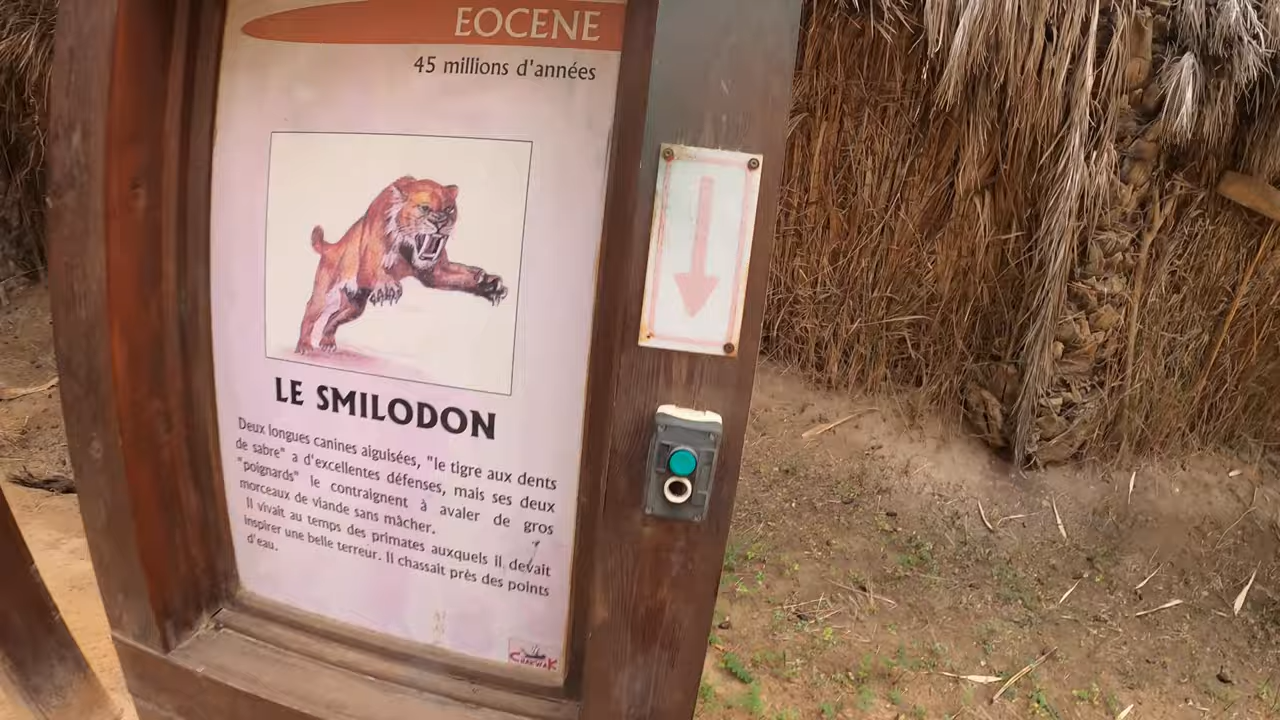 EOCENE
45 millions d'années
LE SMILODON
Deux longues canines aiguisées, "le tigre aux dents
de sabre" a d'excellentes défenses, mais ses deux
"poignards" le contraignent à avaler de gros
morceaux de viande sans mâcher.
Il vivait au temps des primates auxquels il devait
inspirer une belle terreur. Il chassait près des points
d'eau.
CHAKWAK